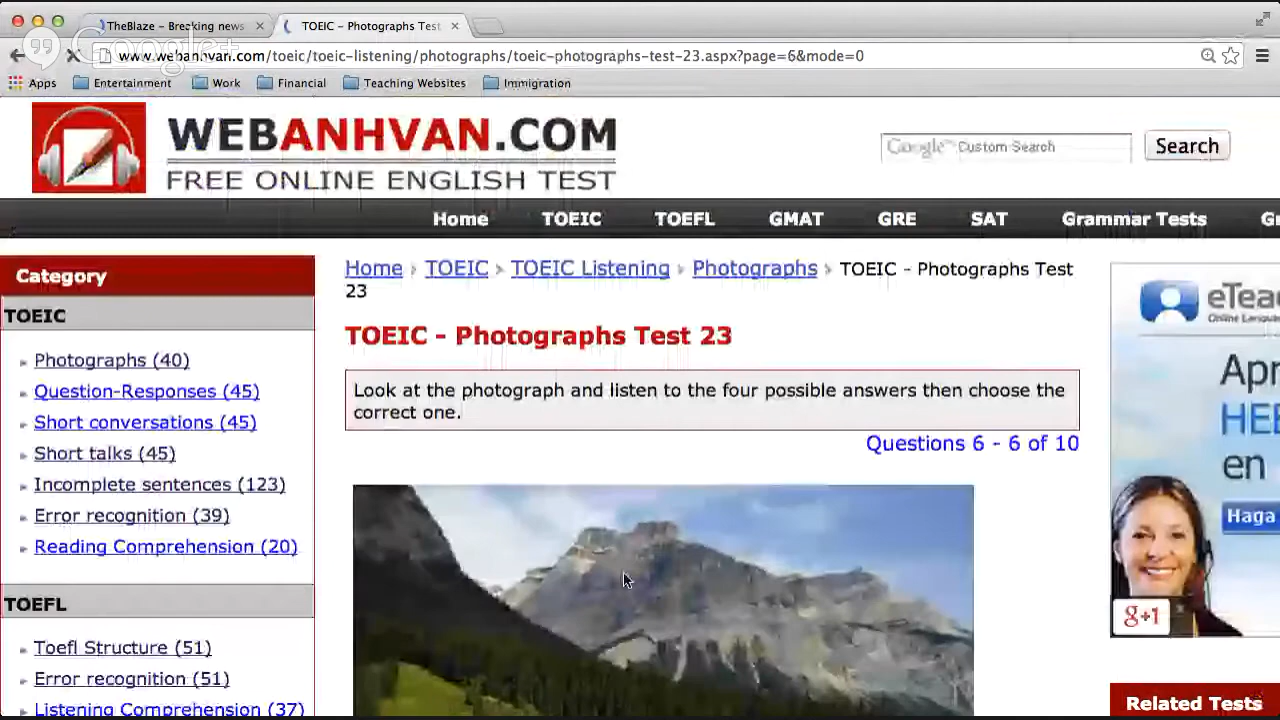 TheBlaze – Breaking news
TOEIC – Photographs Test
Google+
www.webanhvan.com/toeic/toeic-listening/photographs/toeic-photographs-test-23.aspx?page=6&mode=0
Apps Entertainment Work Financial Teaching Websites Immigration
WEBANHVAN.COM
FREE ONLINE ENGLISH TEST
Google™ Custom Search
Search
Home TOEIC TOEFL GMAT GRE SAT Grammar Tests
Category
TOEIC
Photographs (40)
Question-Responses (45)
Short conversations (45)
Short talks (45)
Incomplete sentences (123)
Error recognition (39)
Reading Comprehension (20)
TOEFL
Toefl Structure (51)
Error recognition (51)
Listening Comprehension (37)
Home TOEIC TOEIC Listening Photographs TOEIC - Photographs Test
23
TOEIC - Photographs Test 23
Look at the photograph and listen to the four possible answers then choose the
correct one.
Questions 6 - 6 of 10
eTea
Online Langua
Apr
HEB
en
Haga
g+1
Related Tests